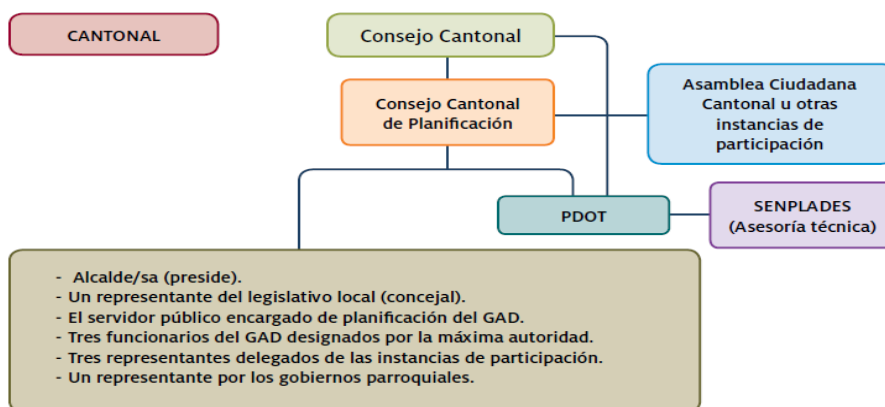 CANTONAL
Consejo Cantonal
Consejo Cantonal
de Planificación
Asamblea Ciudadana
Cantonal u otras
instancias de
participación
PDOT
SENPLADES
(Asesoría técnica)
- Alcalde/sa (preside).
- Un representante del legislativo local (concejal).
- El servidor público encargado de planificación del GAD.
- Tres funcionarios del GAD designados por la máxima autoridad.
- Tres representantes delegados de las instancias de participación.
- Un representante por los gobiernos parroquiales.